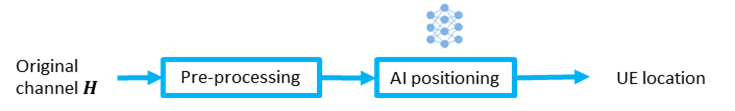 Original
channel H
Pre-processing
AI positioning
UE location